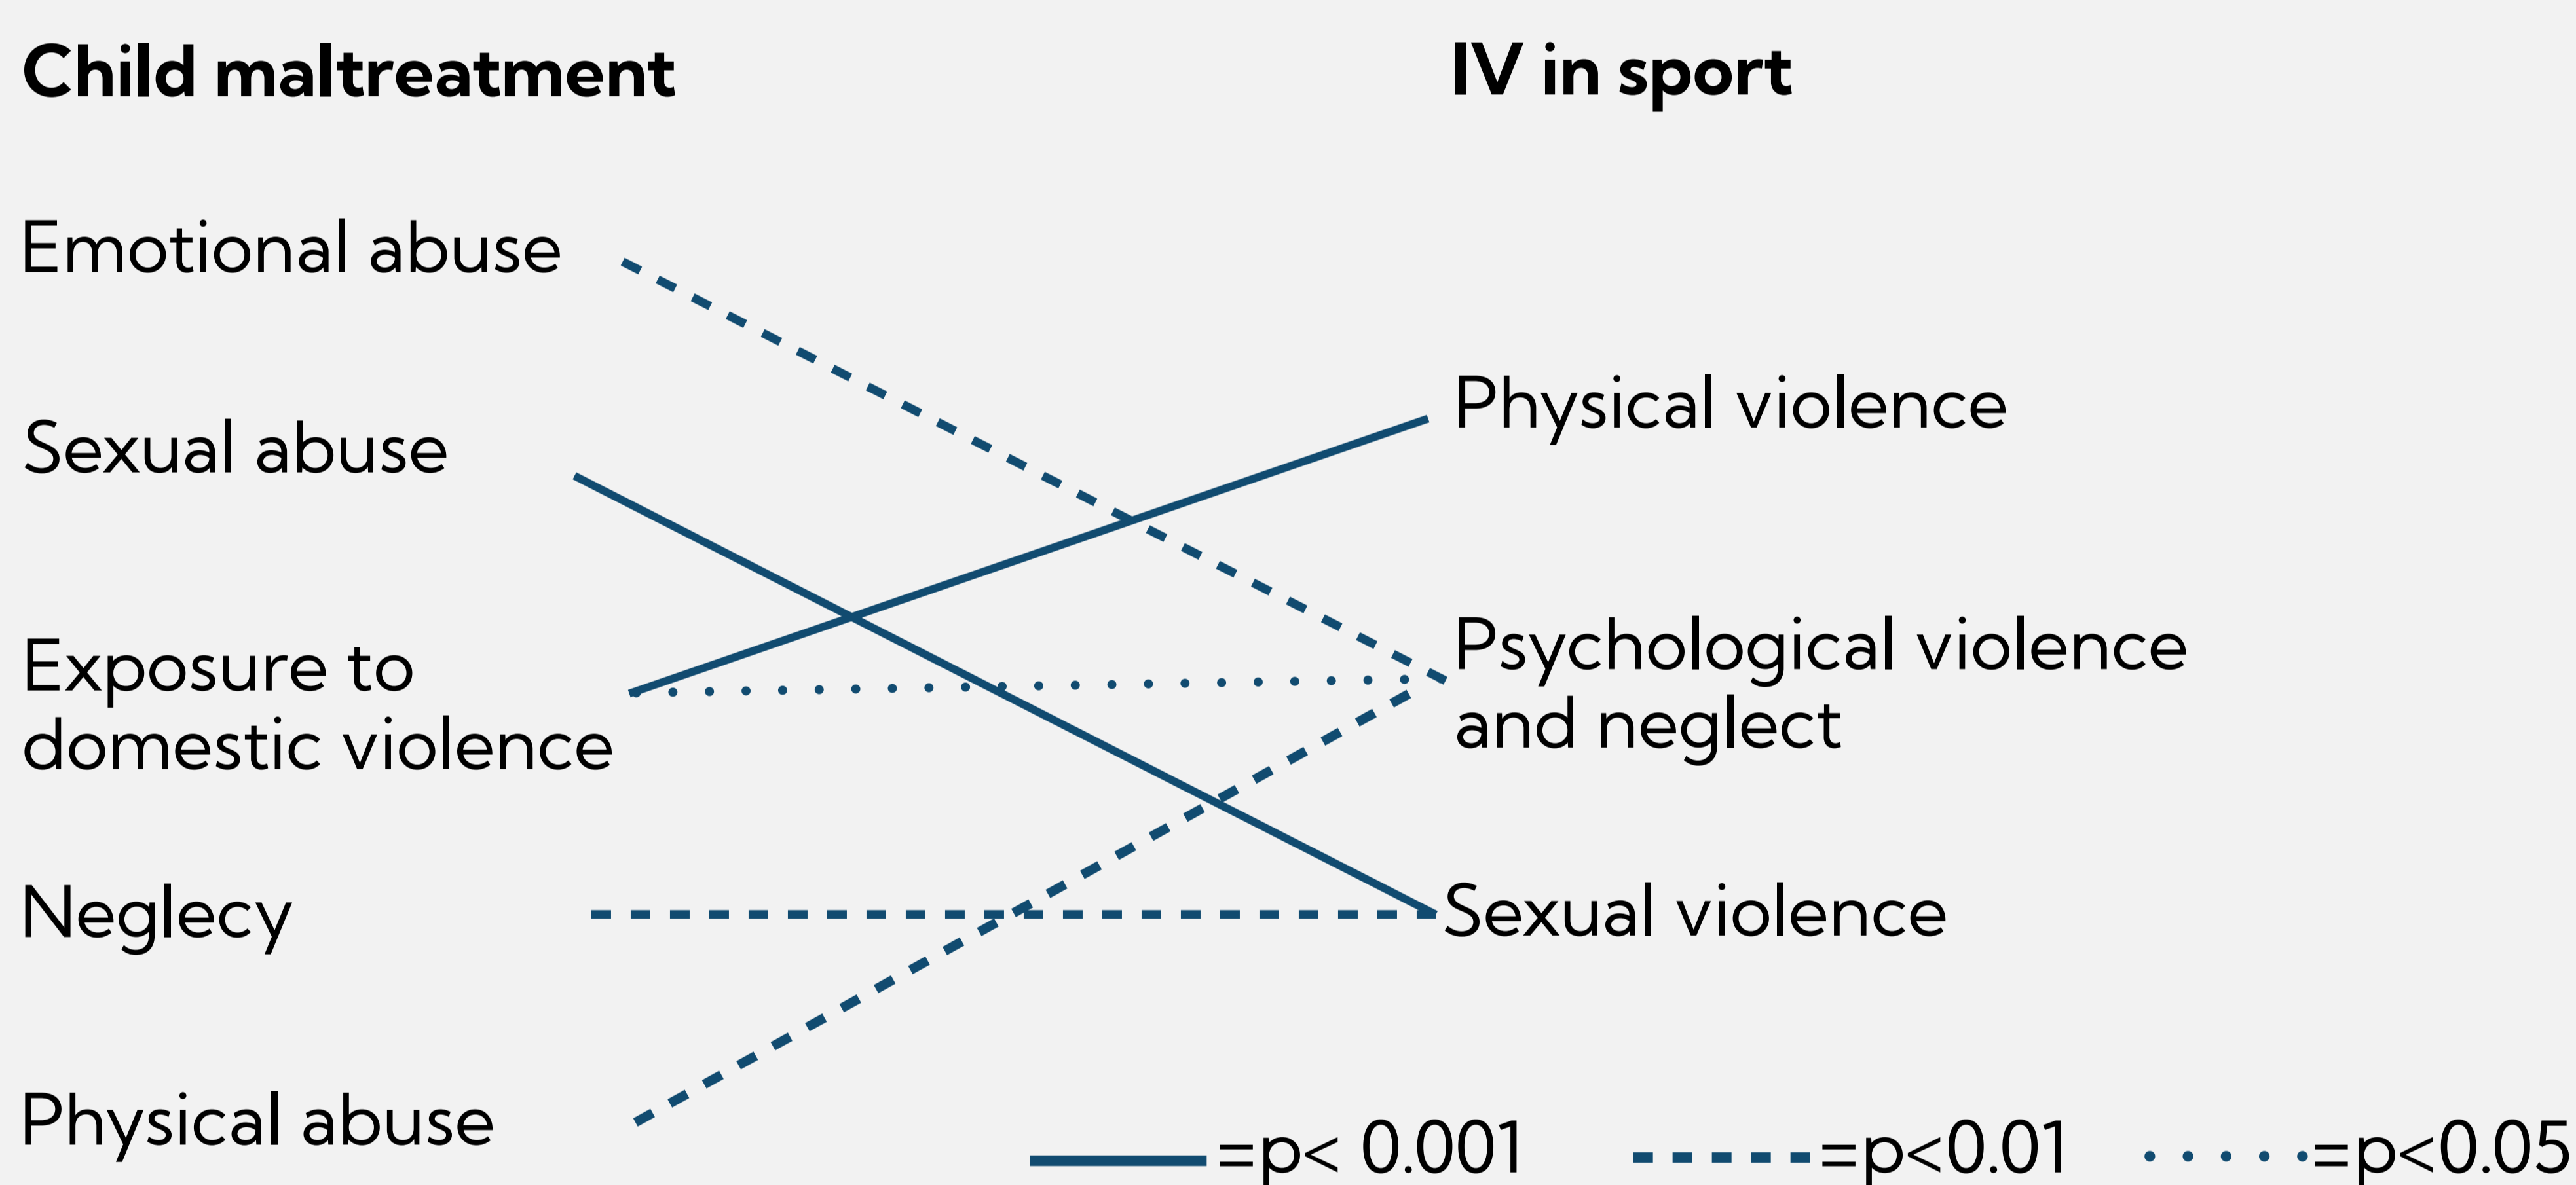 Child maltreatment
IV in sport
Emotional abuse
Sexual abuse
Exposure to
domestic violence
Neglecy
Physical abuse
Physical violence
Psychological violence
and neglect
Sexual violence
=p< 0.001
=p<0.01
=p<0.05